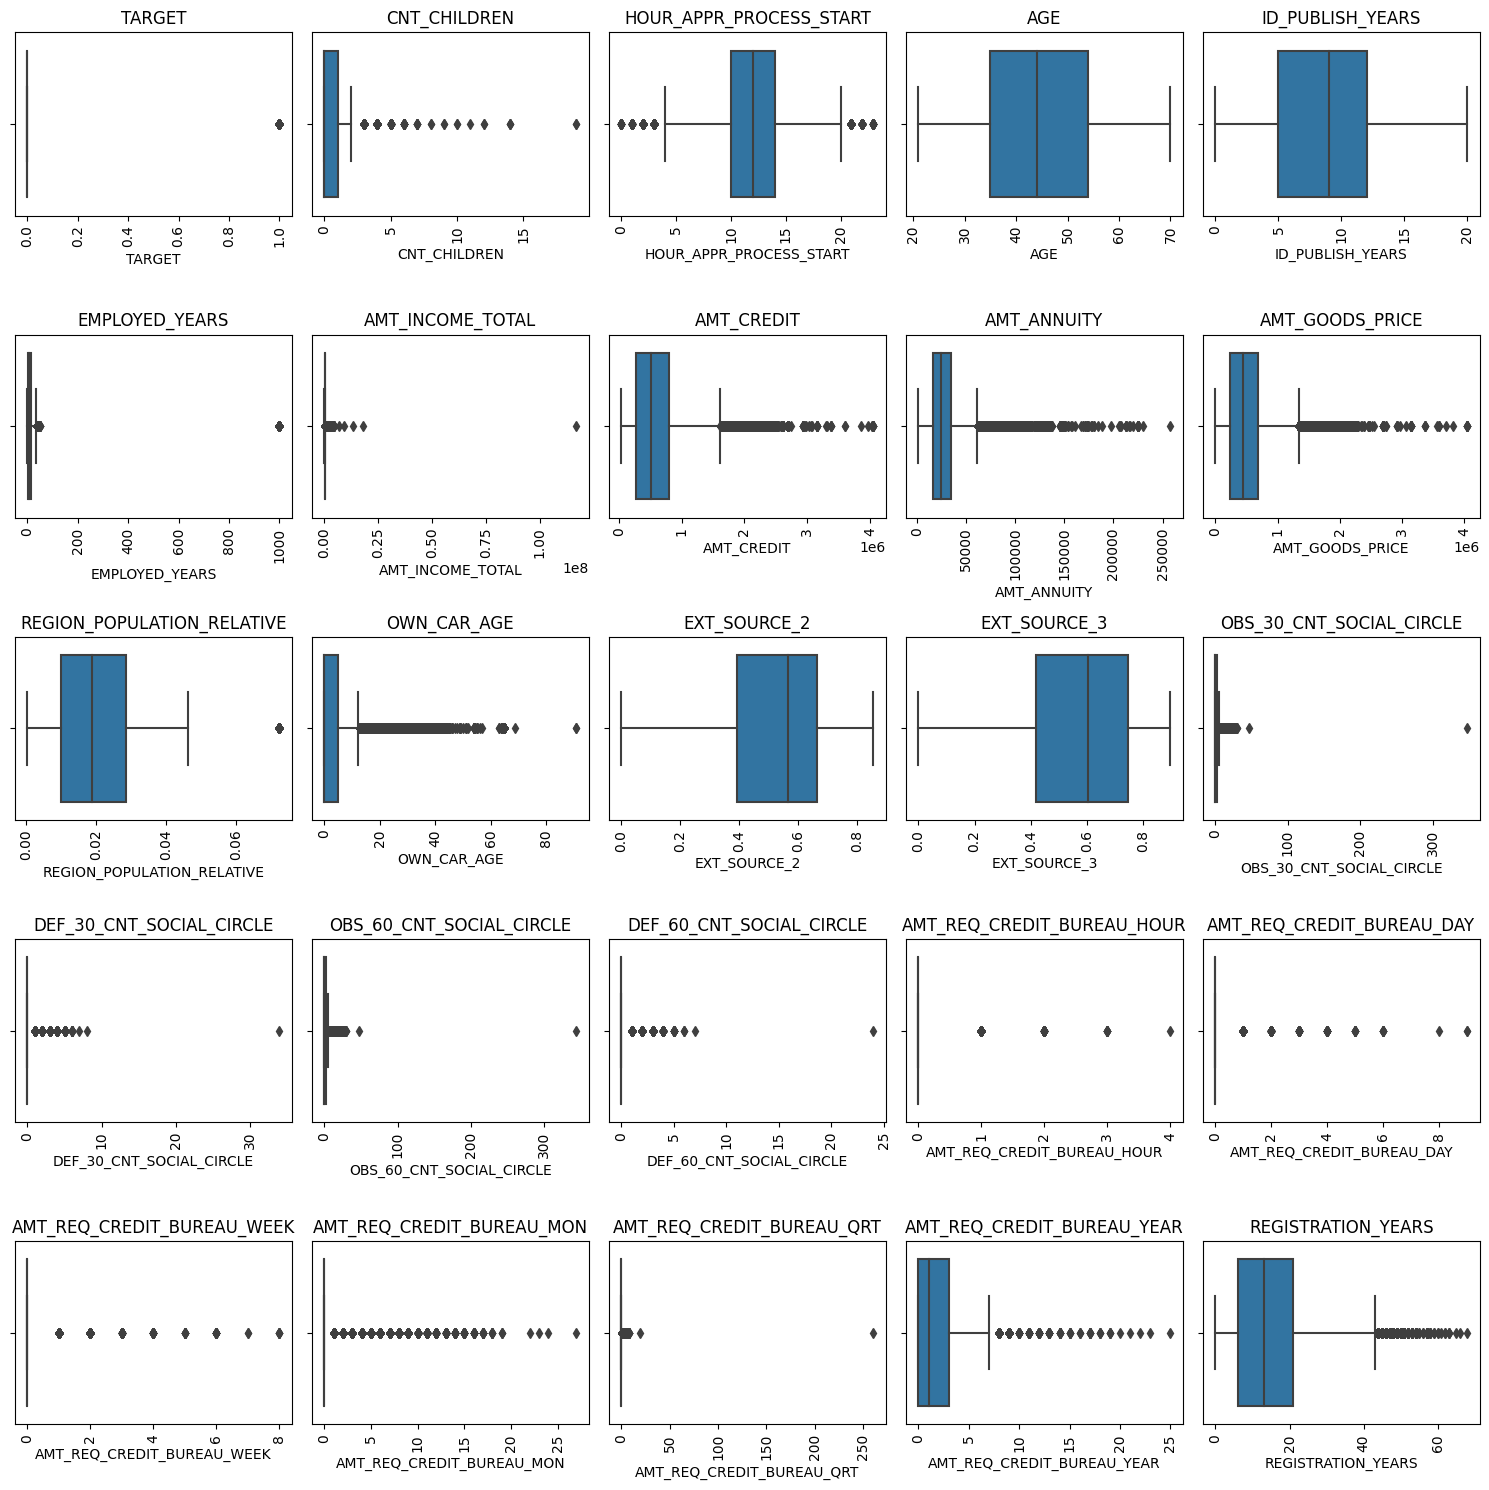 TARGET
CNT_CHILDREN
HOUR_APPR_PROCESS_START
AGE
ID_PUBLISH_YEARS
0.0 0.2 0.4 0.6 0.8 1.0
0 5 10 15
0 5 10 15 20
20 30 40 50 60 70
0 5 10 15 20
TARGET
CNT_CHILDREN
HOUR_APPR_PROCESS_START
AGE
ID_PUBLISH_YEARS
EMPLOYED_YEARS
AMT_INCOME_TOTAL
AMT_CREDIT
AMT_ANNUITY
AMT_GOODS_PRICE
0 200 400 600 800 1000
0.00 0.25 0.50 0.75 1.00
0 1 2 3 4
50000 100000 150000 200000 250000
0
0 1 2 3 4
EMPLOYED_YEARS
AMT_INCOME_TOTAL
1e8
AMT_CREDIT
1e6
AMT_ANNUITY
AMT_GOODS_PRICE
1e6
REGION_POPULATION_RELATIVE
OWN_CAR_AGE
EXT_SOURCE_2
EXT_SOURCE_3
OBS_30_CNT_SOCIAL_CIRCLE
0.00 0.02 0.04 0.06
0 20 40 60 80
0.0 0.2 0.4 0.6 0.8
0.0 0.2 0.4 0.6 0.8
0 100 200 300
REGION_POPULATION_RELATIVE
OWN_CAR_AGE
EXT_SOURCE_2
EXT_SOURCE_3
OBS_30_CNT_SOCIAL_CIRCLE
DEF_30_CNT_SOCIAL_CIRCLE
OBS_60_CNT_SOCIAL_CIRCLE
DEF_60_CNT_SOCIAL_CIRCLE
AMT_REQ_CREDIT_BUREAU_HOUR
AMT_REQ_CREDIT_BUREAU_DAY
0 10 20 30
0 100 200 300
0 5 10 15 20 25
0 1 2 3 4
0 2 4 6 8
DEF_30_CNT_SOCIAL_CIRCLE
OBS_60_CNT_SOCIAL_CIRCLE
DEF_60_CNT_SOCIAL_CIRCLE
AMT_REQ_CREDIT_BUREAU_HOUR
AMT_REQ_CREDIT_BUREAU_DAY
AMT_REQ_CREDIT_BUREAU_WEEK
AMT_REQ_CREDIT_BUREAU_MON
AMT_REQ_CREDIT_BUREAU_QRT
AMT_REQ_CREDIT_BUREAU_YEAR
REGISTRATION_YEARS
0 2 4 6 8
0 5 10 15 20 25
0 50 100 150 200 250
0 5 10 15 20 25
0 20 40 60
AMT_REQ_CREDIT_BUREAU_WEEK
AMT_REQ_CREDIT_BUREAU_MON
AMT_REQ_CREDIT_BUREAU_QRT
AMT_REQ_CREDIT_BUREAU_YEAR
REGISTRATION_YEARS